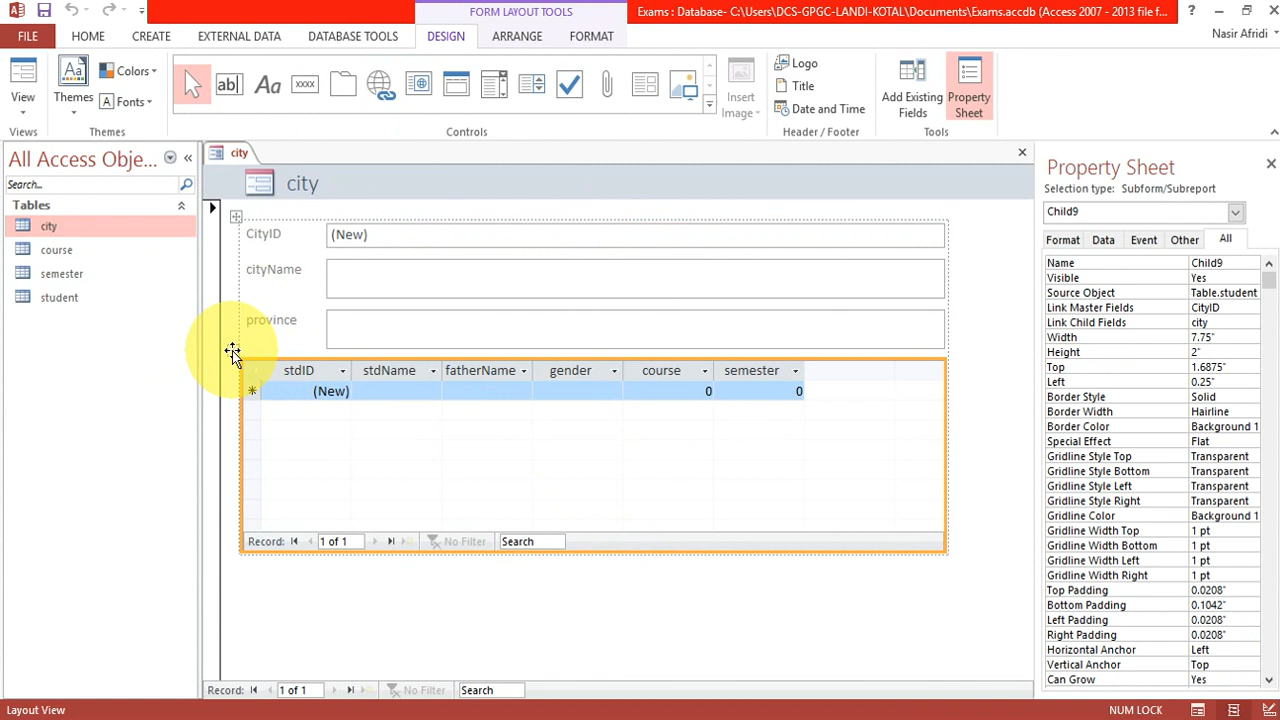 FORM LAYOUT TOOLS
Exams : Database- C:\Users\DCS-GPGC-LANDI-KOTAL\Documents\Exams.accdb (Access 2007 - 2013 file f...
?
FILE HOME CREATE EXTERNAL DATA DATABASE TOOLS DESIGN ARRANGE FORMAT
Nasir Afridi
View
Themes
Colors
Fonts
ab|
Aa
xxxx
Insert Image
Logo
Title
Date and Time
Add Existing Fields
Property Sheet
Views Themes Controls Header / Footer Tools
All Access Obje...
Search...
Tables
city
course
semester
student
city
city
CityID (New)
cityName
province
stdID stdName fatherName gender course semester
(New) 0 0
Record: 1 of 1 No Filter Search
Record: 1 of 1 No Filter Search
Property Sheet
Selection type: Subform/Subreport
Child9
Format Data Event Other All
Name Child9
Visible Yes
Source Object Table.student
Link Master Fields CityID
Link Child Fields city
Width 7.75"
Height 2"
Top 1.6875"
Left 0.25"
Border Style Solid
Border Width Hairline
Border Color Background 1
Special Effect Flat
Gridline Style Top Transparent
Gridline Style Bottom Transparent
Gridline Style Left Transparent
Gridline Style Right Transparent
Gridline Color Background 1
Gridline Width Top 1 pt
Gridline Width Bottom 1 pt
Gridline Width Left 1 pt
Gridline Width Right 1 pt
Top Padding 0.0208"
Bottom Padding 0.1042"
Left Padding 0.0208"
Right Padding 0.0208"
Horizontal Anchor Left
Vertical Anchor Top
Can Grow Yes
Layout View
NUM LOCK